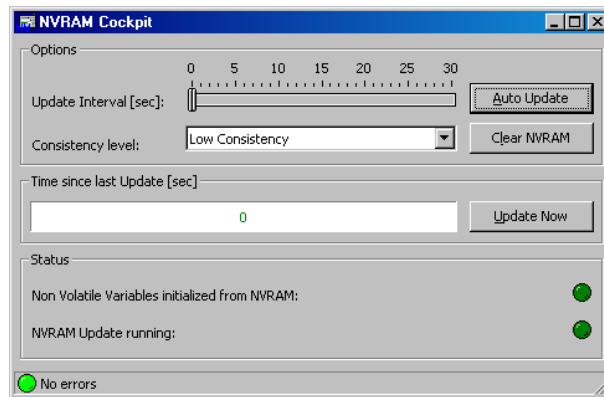 NVRAM Cockpit
Options
0 5 10 15 20 25 30
Update Interval [sec]:
Auto Update
Consistency level:
Low Consistency
Clear NVRAM
Time since last Update [sec]
0
Update Now
Status
Non Volatile Variables initialized from NVRAM:
NVRAM Update running:
No errors